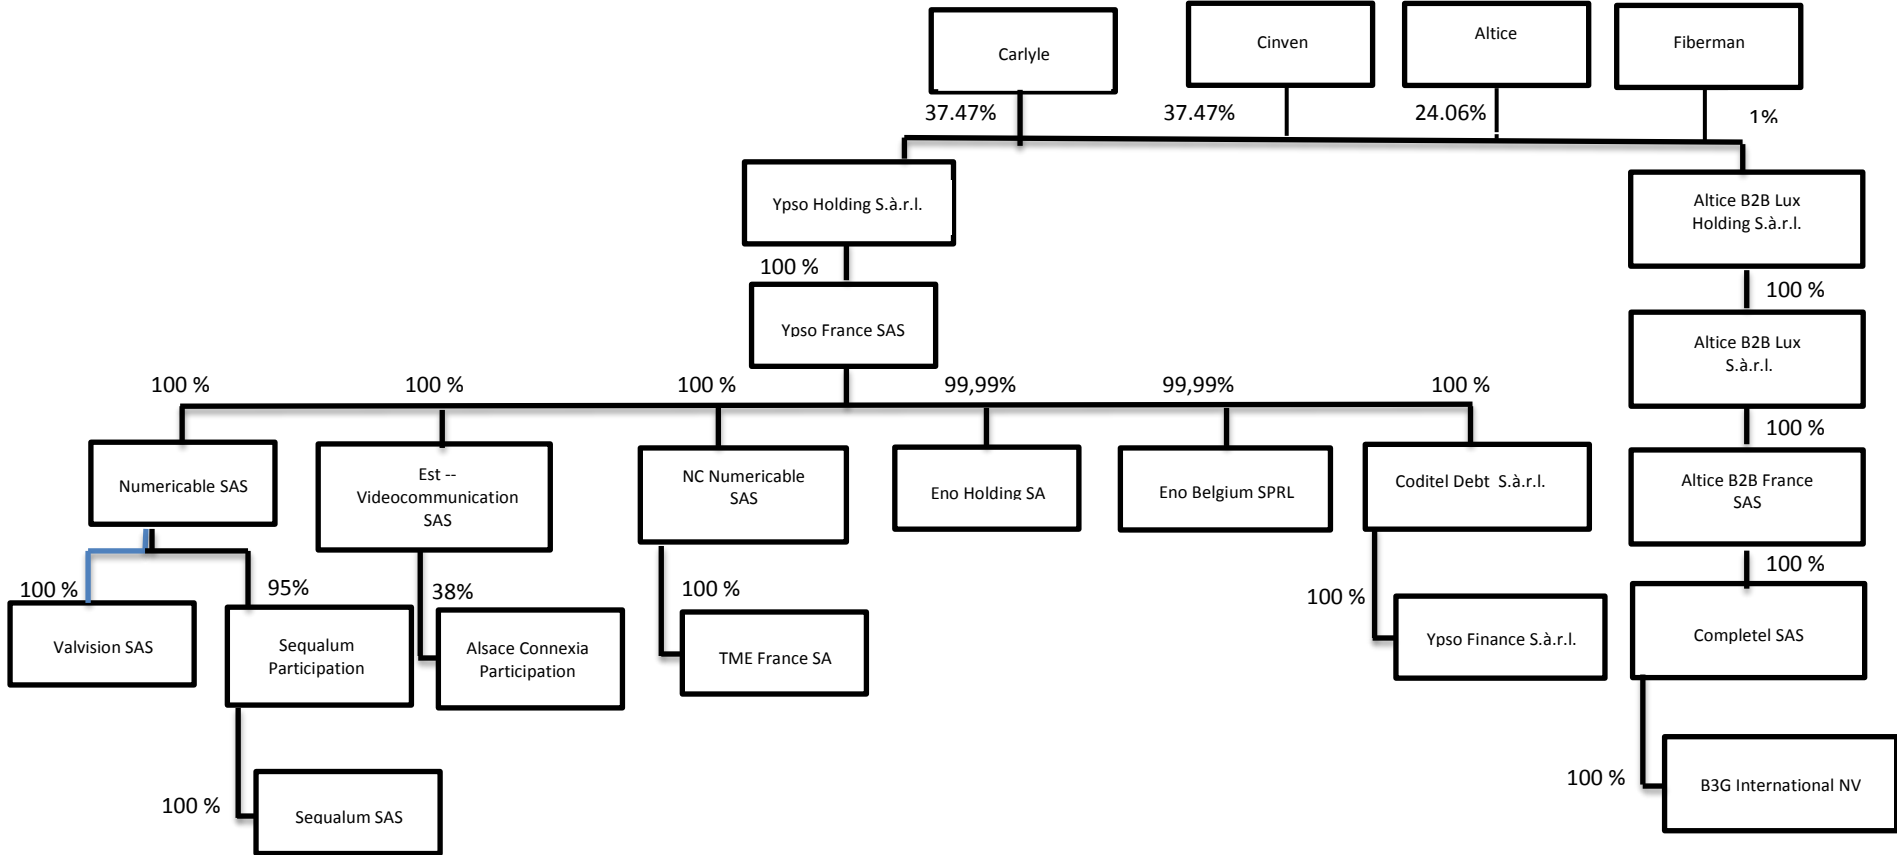 Carlyle
Cinven
Altice
Fiberman
37.47%
37.47%
24.06%
1%
Ypso Holding S.à.r.l.
Altice B2B Lux
Holding S.à.r.l.
100 %
100 %
Ypso France SAS
Altice B2B Lux
S.à.r.l.
100 %
100 %
100 %
99,99%
99,99%
100 %
100 %
Numericable SAS
Est --
Videocommunication
SAS
NC Numericable
SAS
Eno Holding SA
Eno Belgium SPRL
Coditel Debt S.à.r.l.
Altice B2B France
SAS
100 %
95%
38%
100 %
100 %
100 %
Valvision SAS
Sequalum
Participation
Alsace Connexia
Participation
TME France SA
Ypso Finance S.à.r.l.
Completel SAS
100 %
Sequalum SAS
100 %
B3G International NV